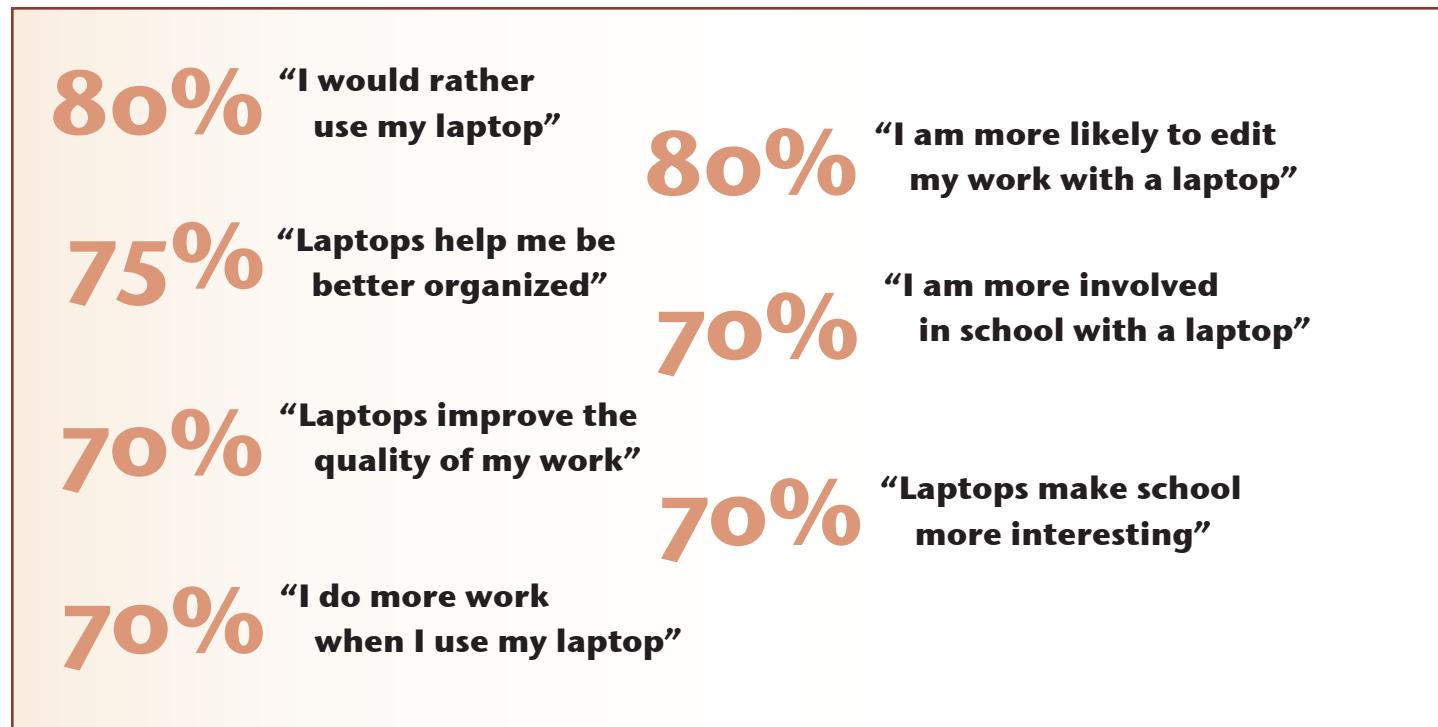 80% “I would rather
use my laptop”
75% “Laptops help me be
better organized”
70% “Laptops improve the
quality of my work”
70% “I do more work
when I use my laptop”
80% “I am more likely to edit
my work with a laptop”
70% “I am more involved
in school with a laptop”
70% “Laptops make school
more interesting”